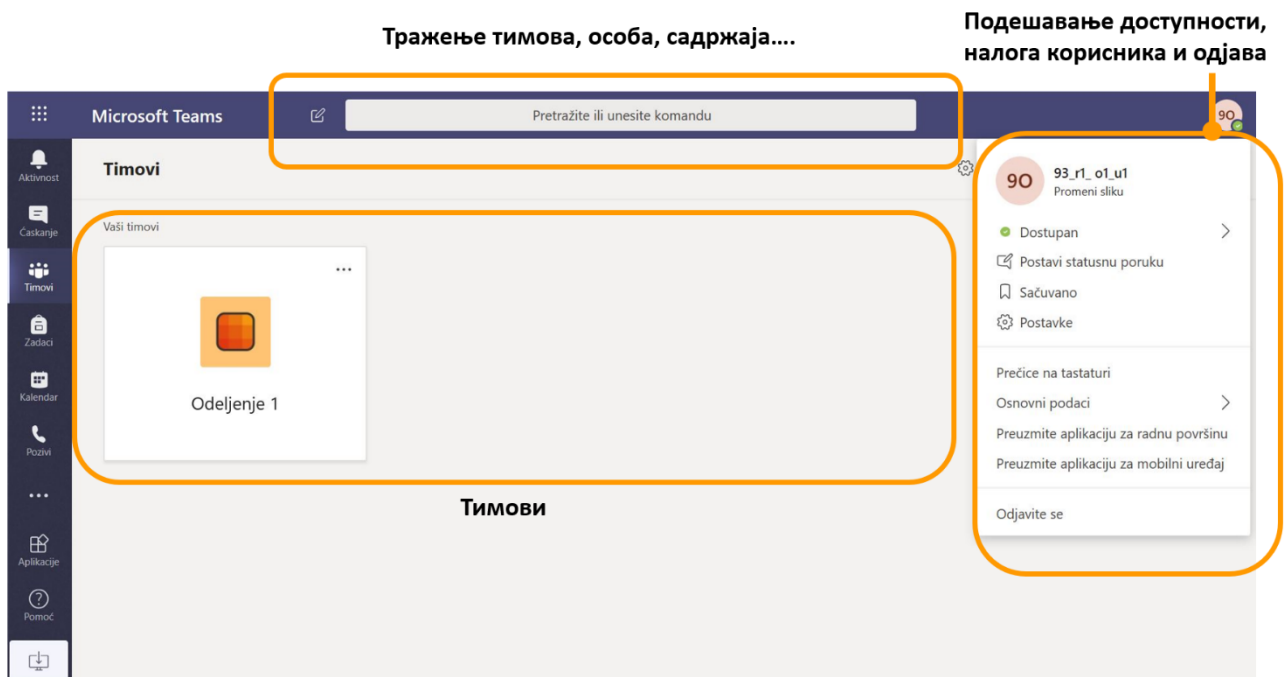 Тражење тимова, особа, садржаја....
Подешавање доступности,
налога корисника и одјава
Microsoft Teams
Pretražite ili unesite komandu
9O
Aktivnost
Timovi
9O
93_r1_ o1_u1
Promeni sliku
Ćaskanje
Vaši timovi
Dostupan
Postavi statusnu poruku
Timovi
Sačuvano
Postavke
Zadaci
Prečice na tastaturi
Kalendar
Odeljenje 1
Osnovni podaci
Preuzmite aplikaciju za radnu površinu
Pozivi
Preuzmite aplikaciju za mobilni uređaj
Тимови
Odjavite se
Aplikacije
Pomoć